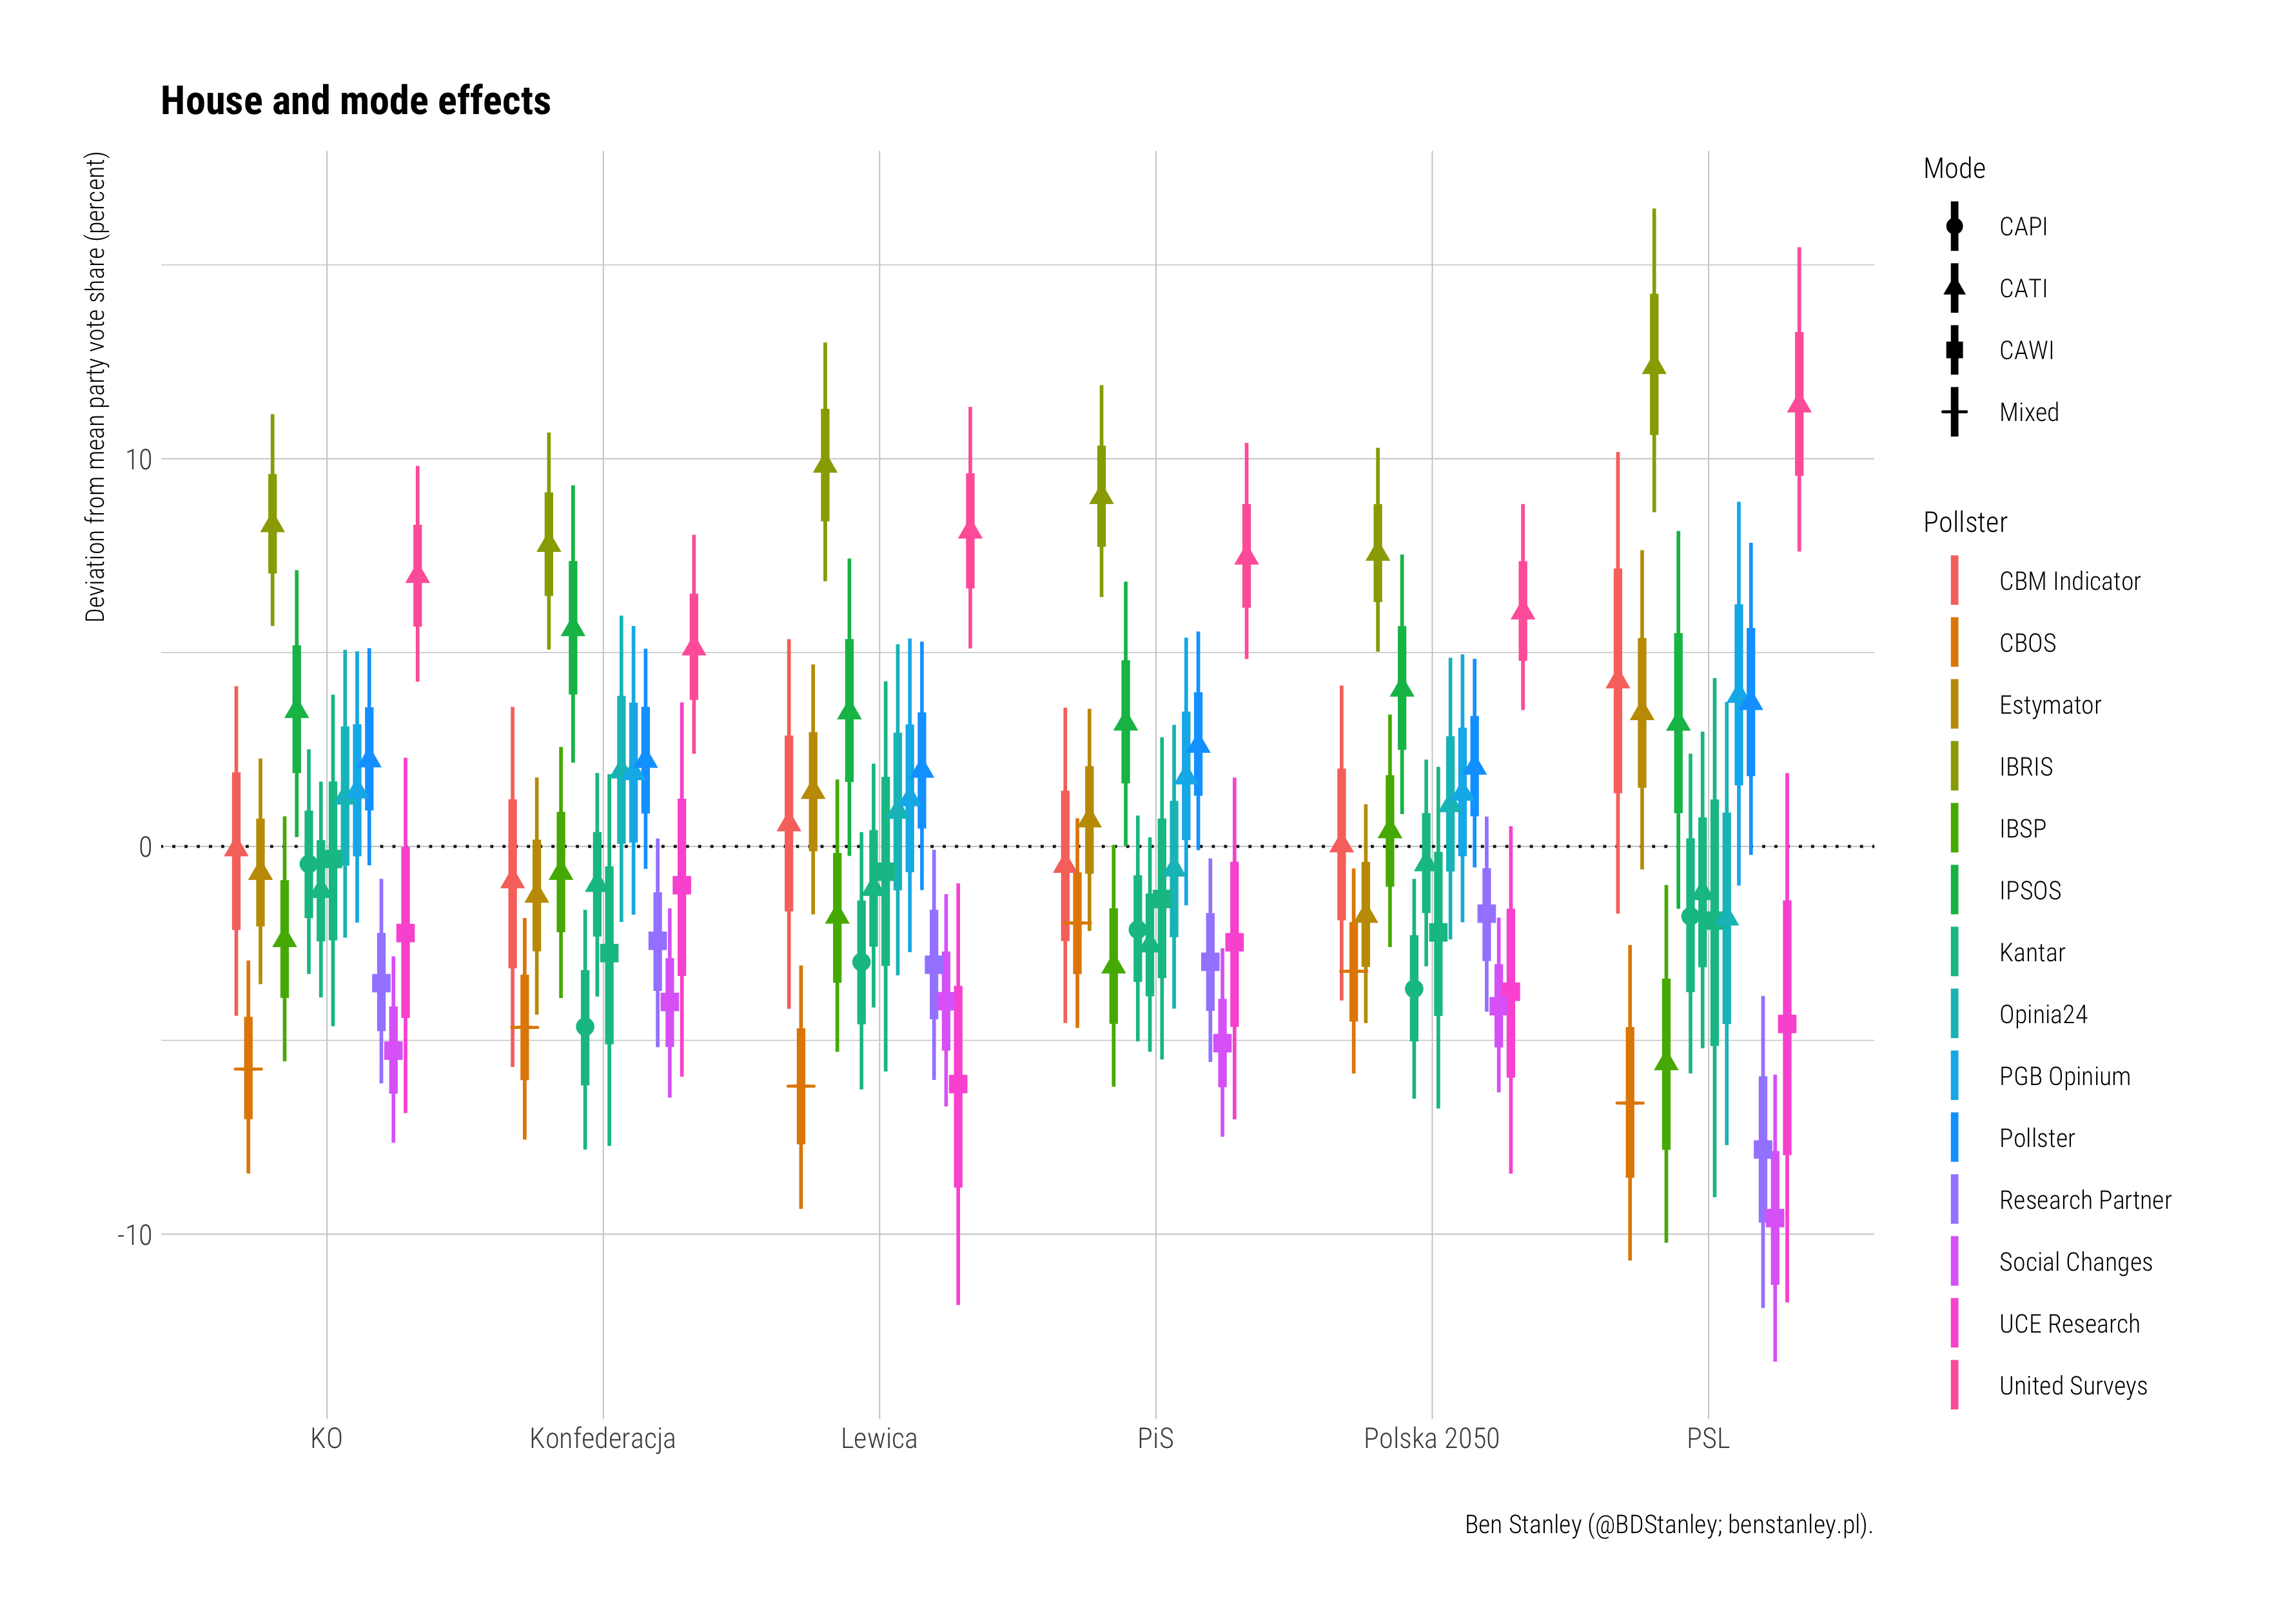 House and mode effects
Deviation from mean party vote share (percent)
10
0
-10
KO
Konfederacja
Lewica
PiS
Polska 2050
PSL
Mode
CAPI
CATI
CAWI
Mixed
Pollster
CBM Indicator
CBOS
Estymator
IBRIS
IBSP
IPSOS
Kantar
Opinia24
PGB Opinium
Pollster
Research Partner
Social Changes
UCE Research
United Surveys
Ben Stanley (@BDStanley; benstanley.pl).